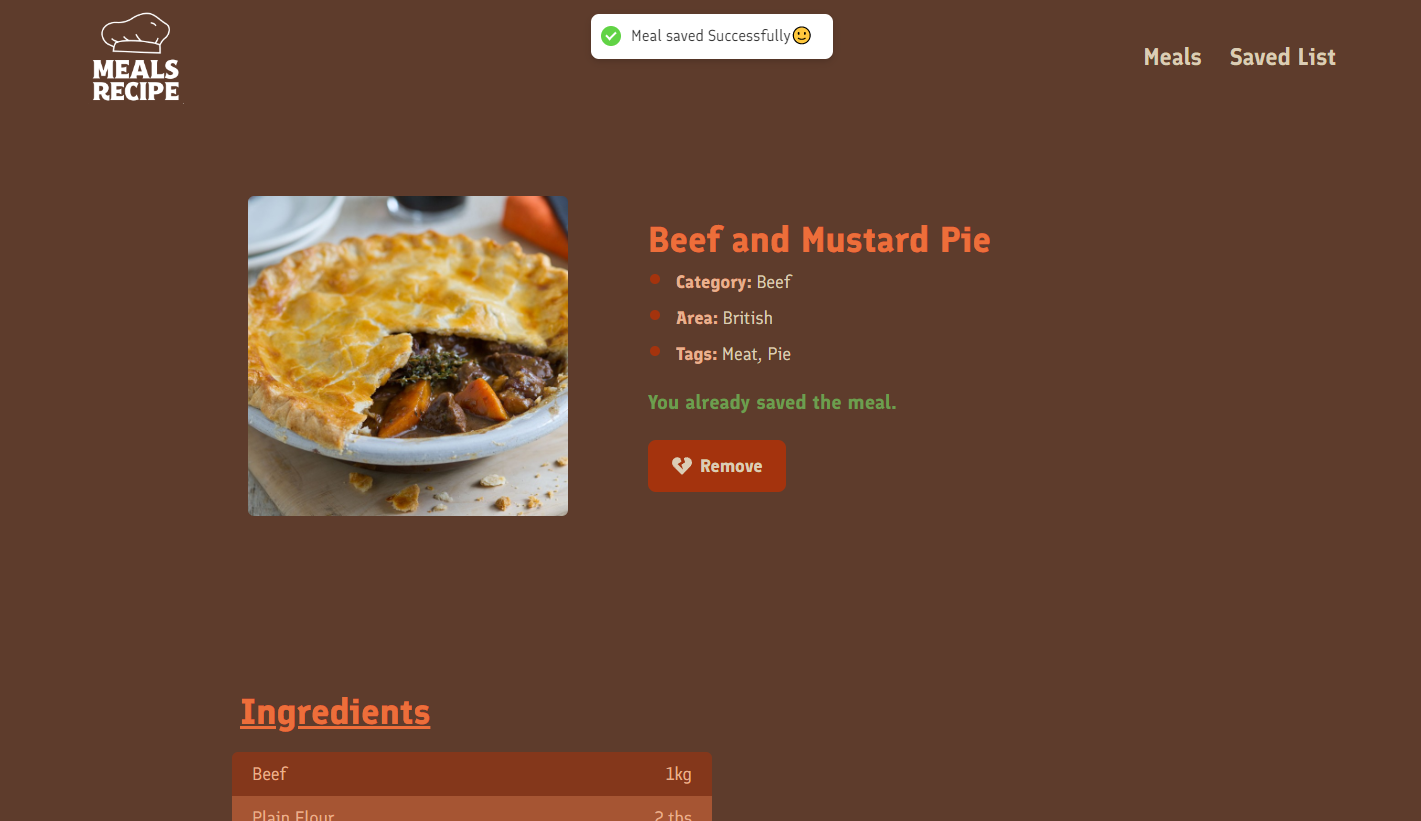 MEALS
RECIPE
Meal saved Successfully🙂
Meals Saved List
Beef and Mustard Pie
Category: Beef
Area: British
Tags: Meat, Pie
You already saved the meal.
Remove
Ingredients
Beef 1kg
Plain Flour 2 tbs